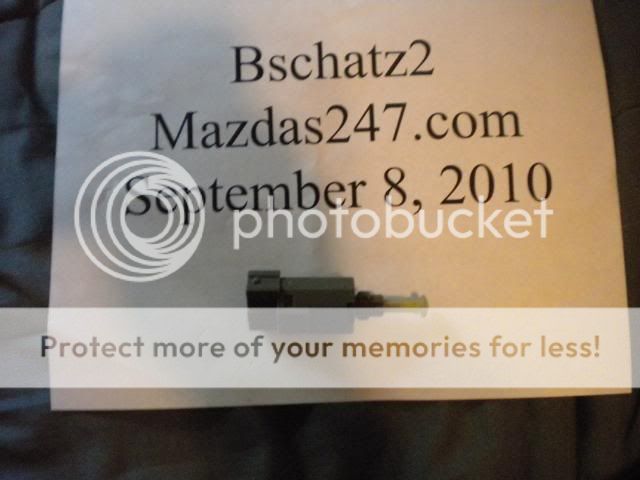 Bschatz2
Mazdas247.com
September 8, 2010
photobucket
Protect more of your memories for less!